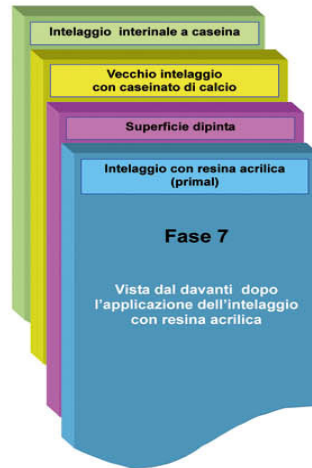 Intelaggio interinale a caseina
Vecchio intelaggio
con caseinato di calcio
Superficie dipinta
Intelaggio con resina acrilica
(primal)
Fase 7
Vista dal davanti dopo
l'applicazione dell'intelaggio
con resina acrilica